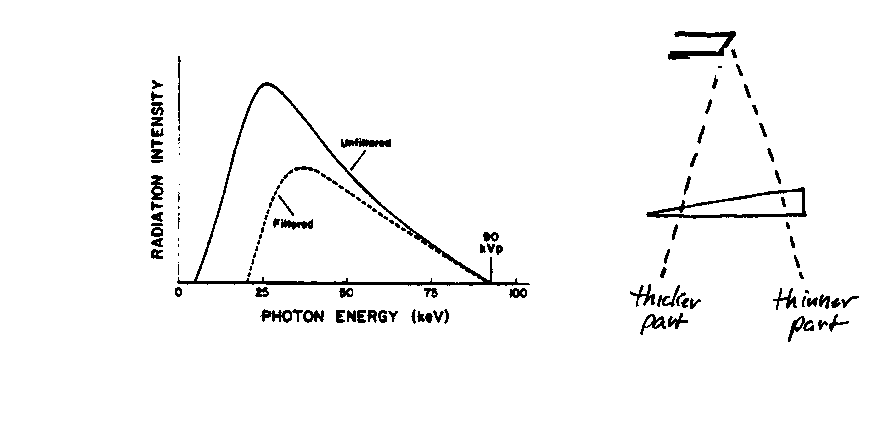 RADIATION INTENSITY
Unfiltered
Filtered
90
kVp
0 25 50 75 100
PHOTON ENERGY (keV)
thicker
part
thinner
part